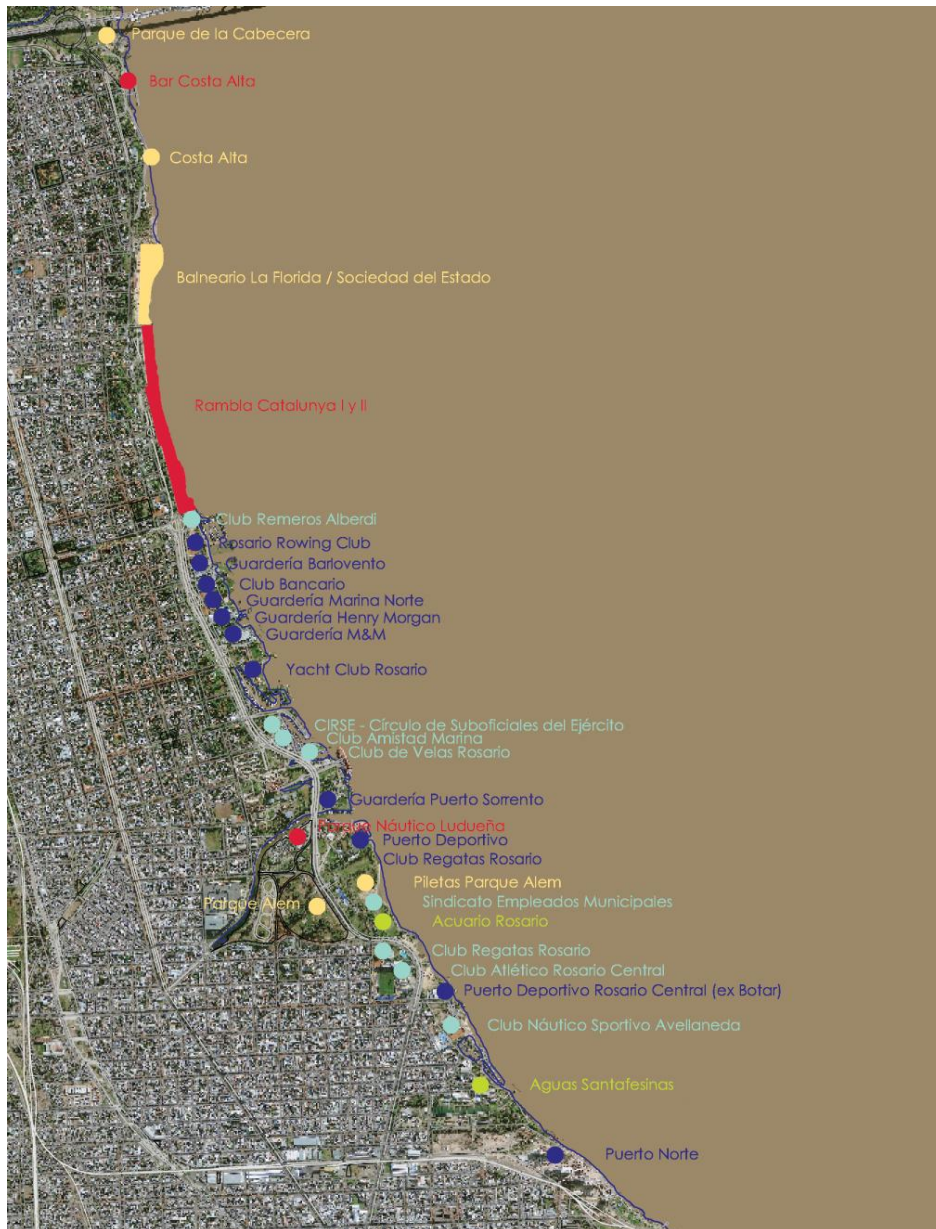 Parque de la Cabecera
Bar Costa Alta
Costa Alta
Balneario La Florida / Sociedad del Estado
Rambla Catalunya I y II
Club Remeros Alberdi
Rosario Rowing Club
Guardería Barlovento
Club Bancario
Guardería Marina Norte
Guardería Henry Morgan
Guardería M&M
Yacht Club Rosario
CIRSE - Círculo de Suboficiales del Ejército
Club Amistad Marina
Club de Velas Rosario
Guardería Puerto Sorrento
Parque Náutico Ludueña
Puerto Deportivo
Club Regatas Rosario
Piletas Parque Alem
Sindicato Empleados Municipales
Parque Alem
Acuario Rosario
Club Regatas Rosario
Club Atlético Rosario Central
Puerto Deportivo Rosario Central (ex Botar)
Club Náutico Sportivo Avellaneda
Aguas Santafesinas
Puerto Norte